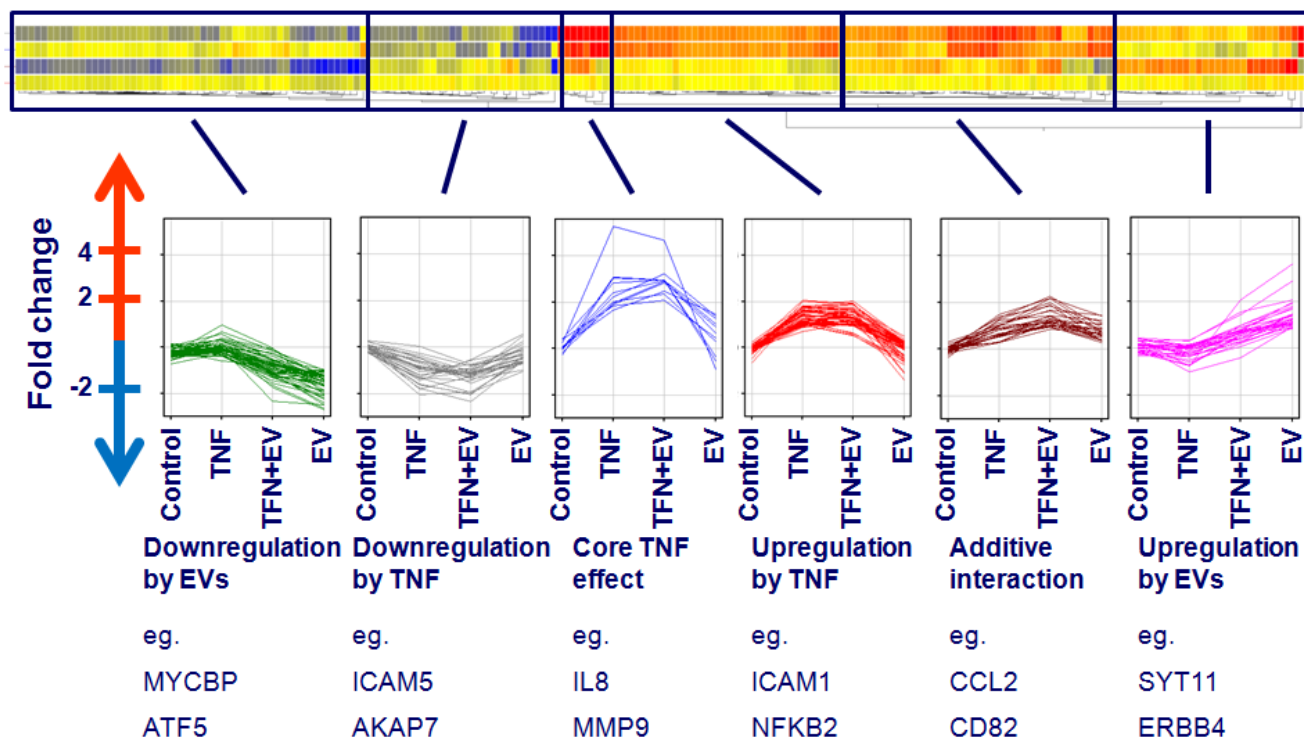 Fold change
4
2
-2
Control
TNF
TFN+EV
EV
Control
TNF
TFN+EV
EV
Control
TNF
TFN+EV
EV
Control
TNF
TFN+EV
EV
Control
TNF
TFN+EV
EV
Control
TNF
TFN+EV
EV
Downregulation
by EVs
eg.
MYCBP
ATF5
Downregulation
by TNF
eg.
ICAM5
AKAP7
Core TNF
effect
eg.
IL8
MMP9
Upregulation
by TNF
eg.
ICAM1
NFKB2
Additive
interaction
eg.
CCL2
CD82
Upregulation
by EVs
eg.
SYT11
ERBB4